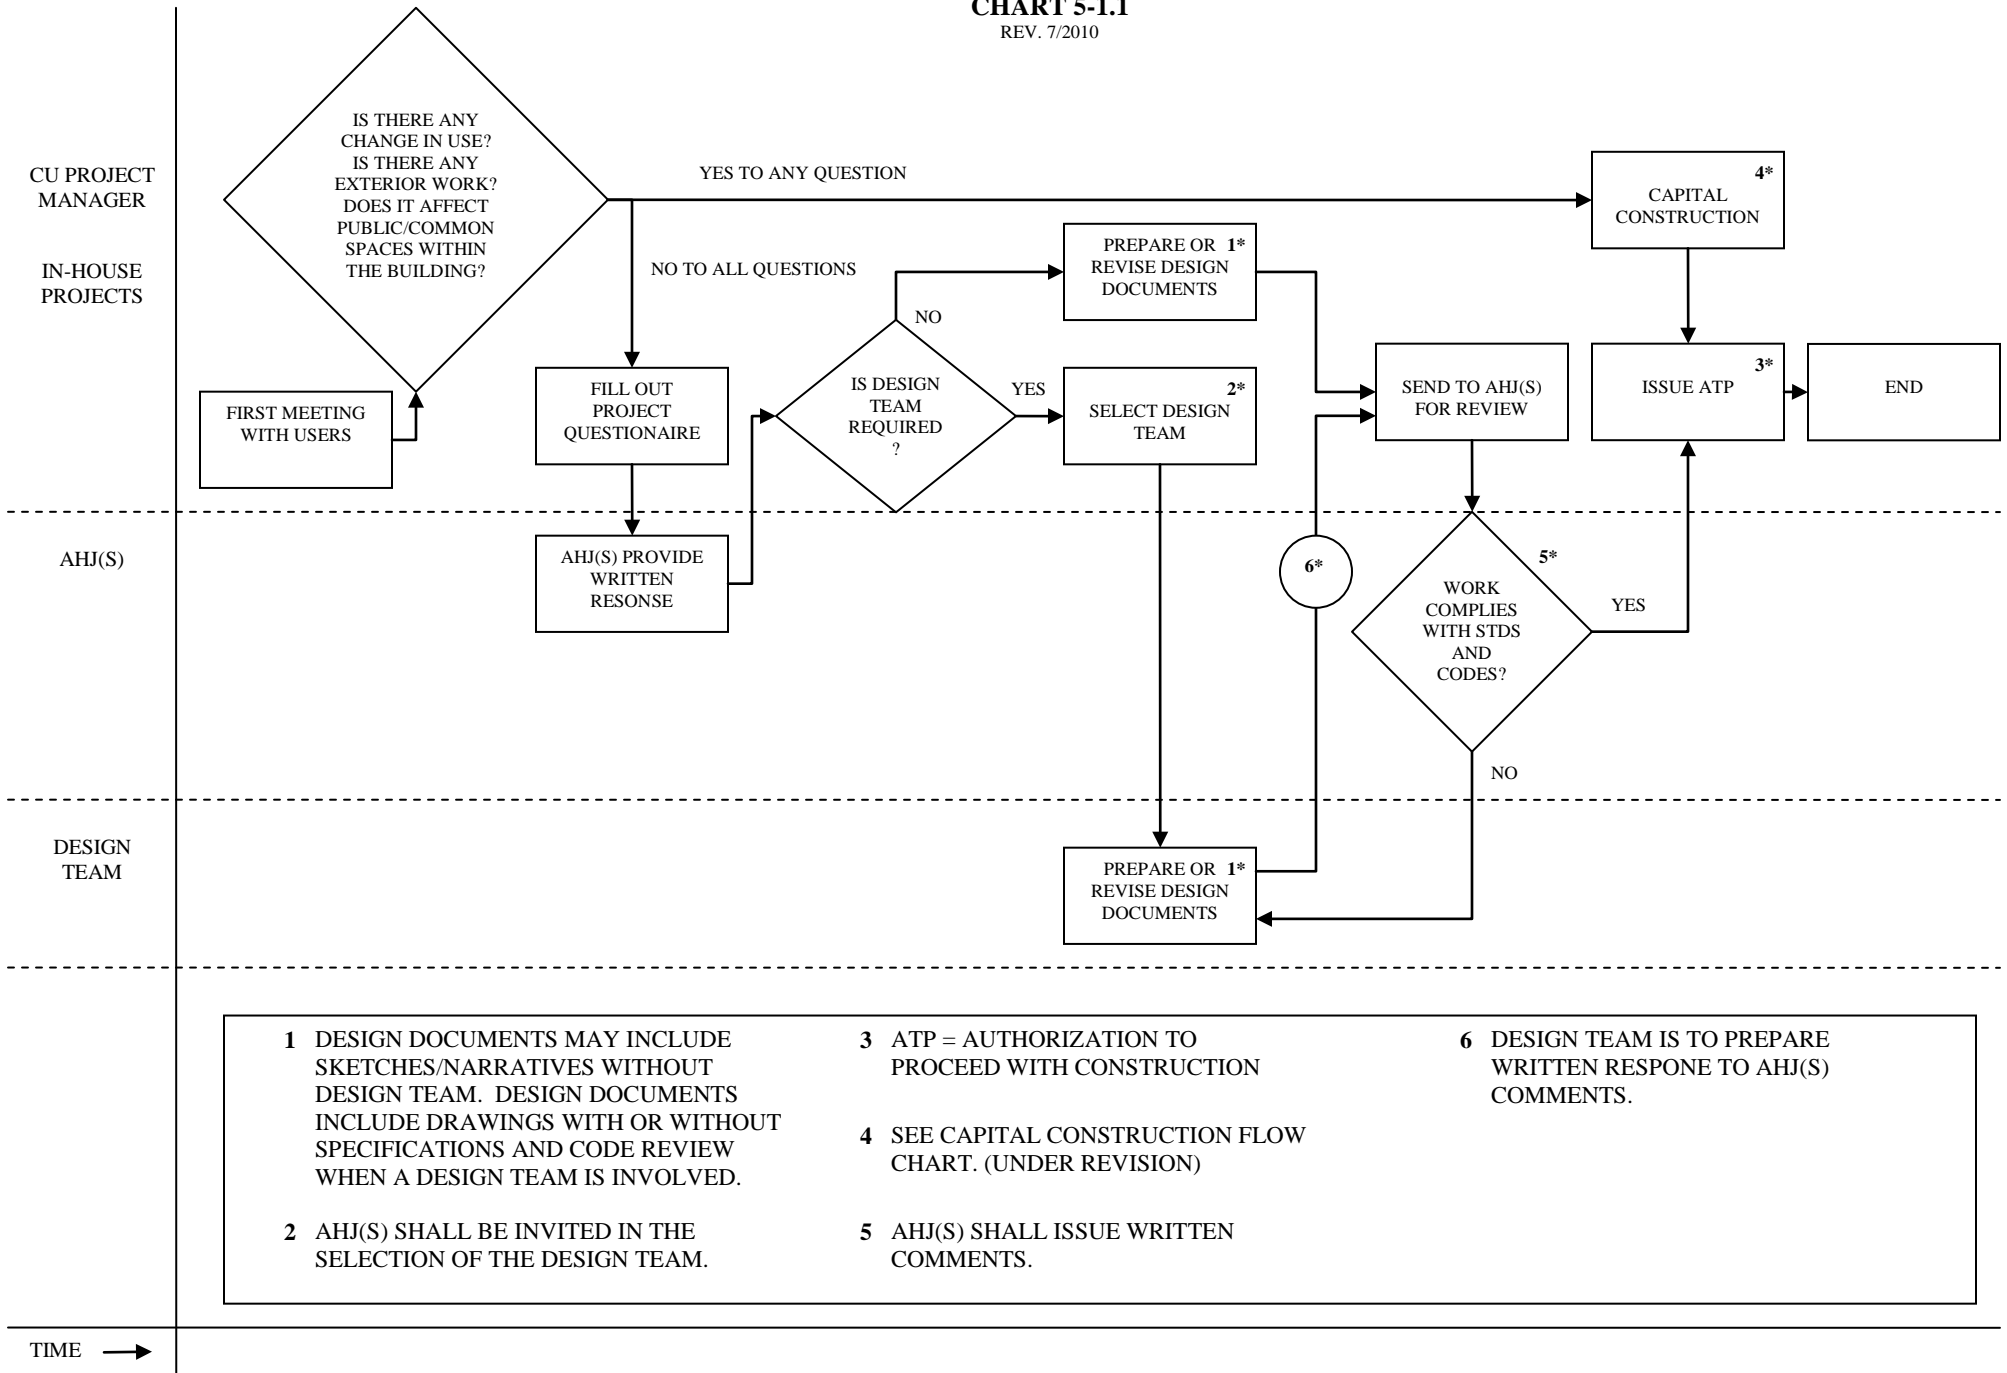 CHART 5-1.1
REV. 7/2010
CU PROJECT
MANAGER
IN-HOUSE
PROJECTS
IS THERE ANY
CHANGE IN USE?
IS THERE ANY
EXTERIOR WORK?
DOES IT AFFECT
PUBLIC/COMMON
SPACES WITHIN
THE BUILDING?
YES TO ANY QUESTION
4*
CAPITAL
CONSTRUCTION
NO TO ALL QUESTIONS
PREPARE OR 1*
REVISE DESIGN
DOCUMENTS
NO
FIRST MEETING
WITH USERS
FILL OUT
PROJECT
QUESTIONAIRE
IS DESIGN
TEAM
REQUIRED
?
YES
2*
SELECT DESIGN
TEAM
SEND TO AHJ(S)
FOR REVIEW
3*
ISSUE ATP
END
AHJ(S)
AHJ(S) PROVIDE
WRITTEN
RESONSE
6*
5*
WORK
COMPLIES
WITH STDS
AND
CODES?
YES
NO
DESIGN
TEAM
PREPARE OR 1*
REVISE DESIGN
DOCUMENTS
1 DESIGN DOCUMENTS MAY INCLUDE
SKETCHES/NARRATIVES WITHOUT
DESIGN TEAM. DESIGN DOCUMENTS
INCLUDE DRAWINGS WITH OR WITHOUT
SPECIFICATIONS AND CODE REVIEW
WHEN A DESIGN TEAM IS INVOLVED.
2 AHJ(S) SHALL BE INVITED IN THE
SELECTION OF THE DESIGN TEAM.
3 ATP = AUTHORIZATION TO
PROCEED WITH CONSTRUCTION
4 SEE CAPITAL CONSTRUCTION FLOW
CHART. (UNDER REVISION)
5 AHJ(S) SHALL ISSUE WRITTEN
COMMENTS.
6 DESIGN TEAM IS TO PREPARE
WRITTEN RESPONE TO AHJ(S)
COMMENTS.
TIME